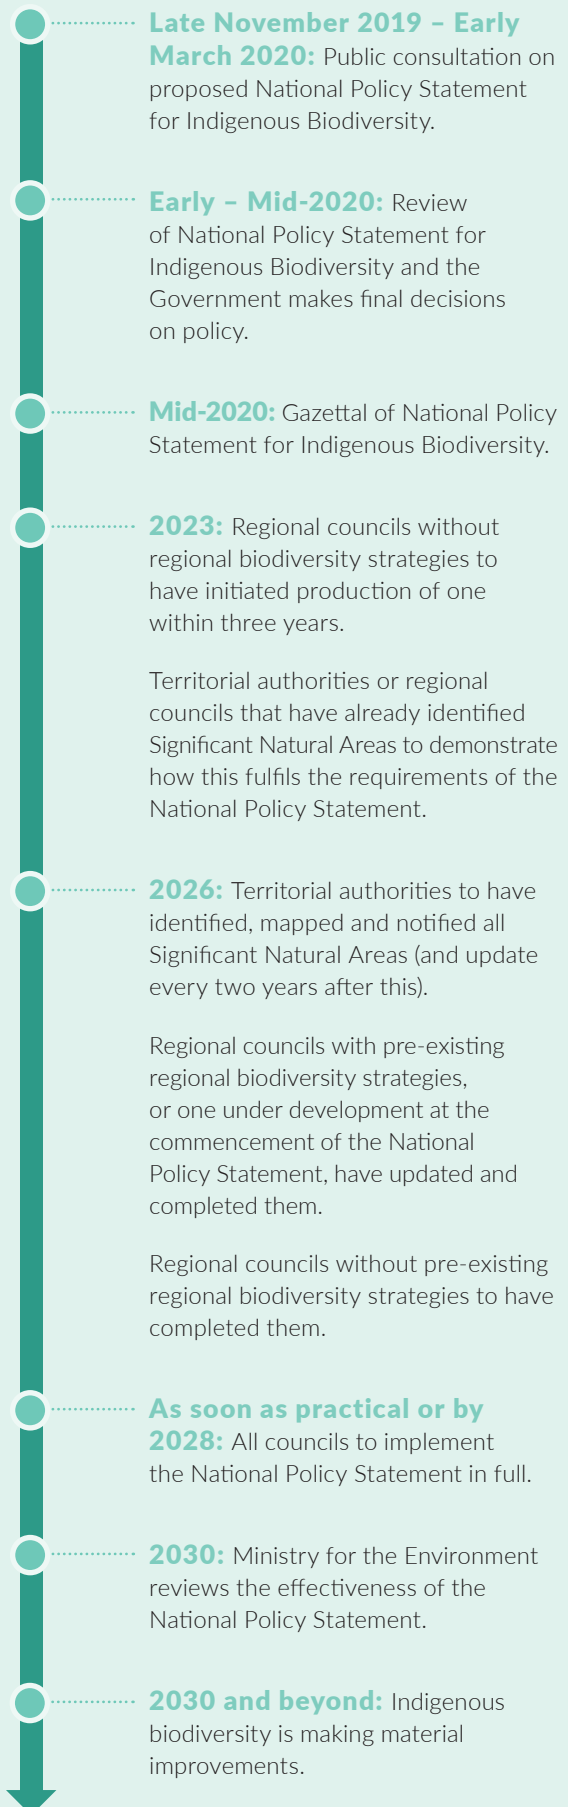 Late November 2019 – Early
March 2020: Public consultation on
proposed National Policy Statement
for Indigenous Biodiversity.
Early – Mid-2020: Review
of National Policy Statement for
Indigenous Biodiversity and the
Government makes final decisions
on policy.
Mid-2020: Gazettal of National Policy
Statement for Indigenous Biodiversity.
2023: Regional councils without
regional biodiversity strategies to
have initiated production of one
within three years.
Territorial authorities or regional
councils that have already identified
Significant Natural Areas to demonstrate
how this fulfils the requirements of the
National Policy Statement.
2026: Territorial authorities to have
identified, mapped and notified all
Significant Natural Areas (and update
every two years after this).
Regional councils with pre-existing
regional biodiversity strategies,
or one under development at the
commencement of the National
Policy Statement, have updated and
completed them.
Regional councils without pre-existing
regional biodiversity strategies to have
completed them.
As soon as practical or by
2028: All councils to implement
the National Policy Statement in full.
2030: Ministry for the Environment
reviews the effectiveness of the
National Policy Statement.
2030 and beyond: Indigenous
biodiversity is making material
improvements.